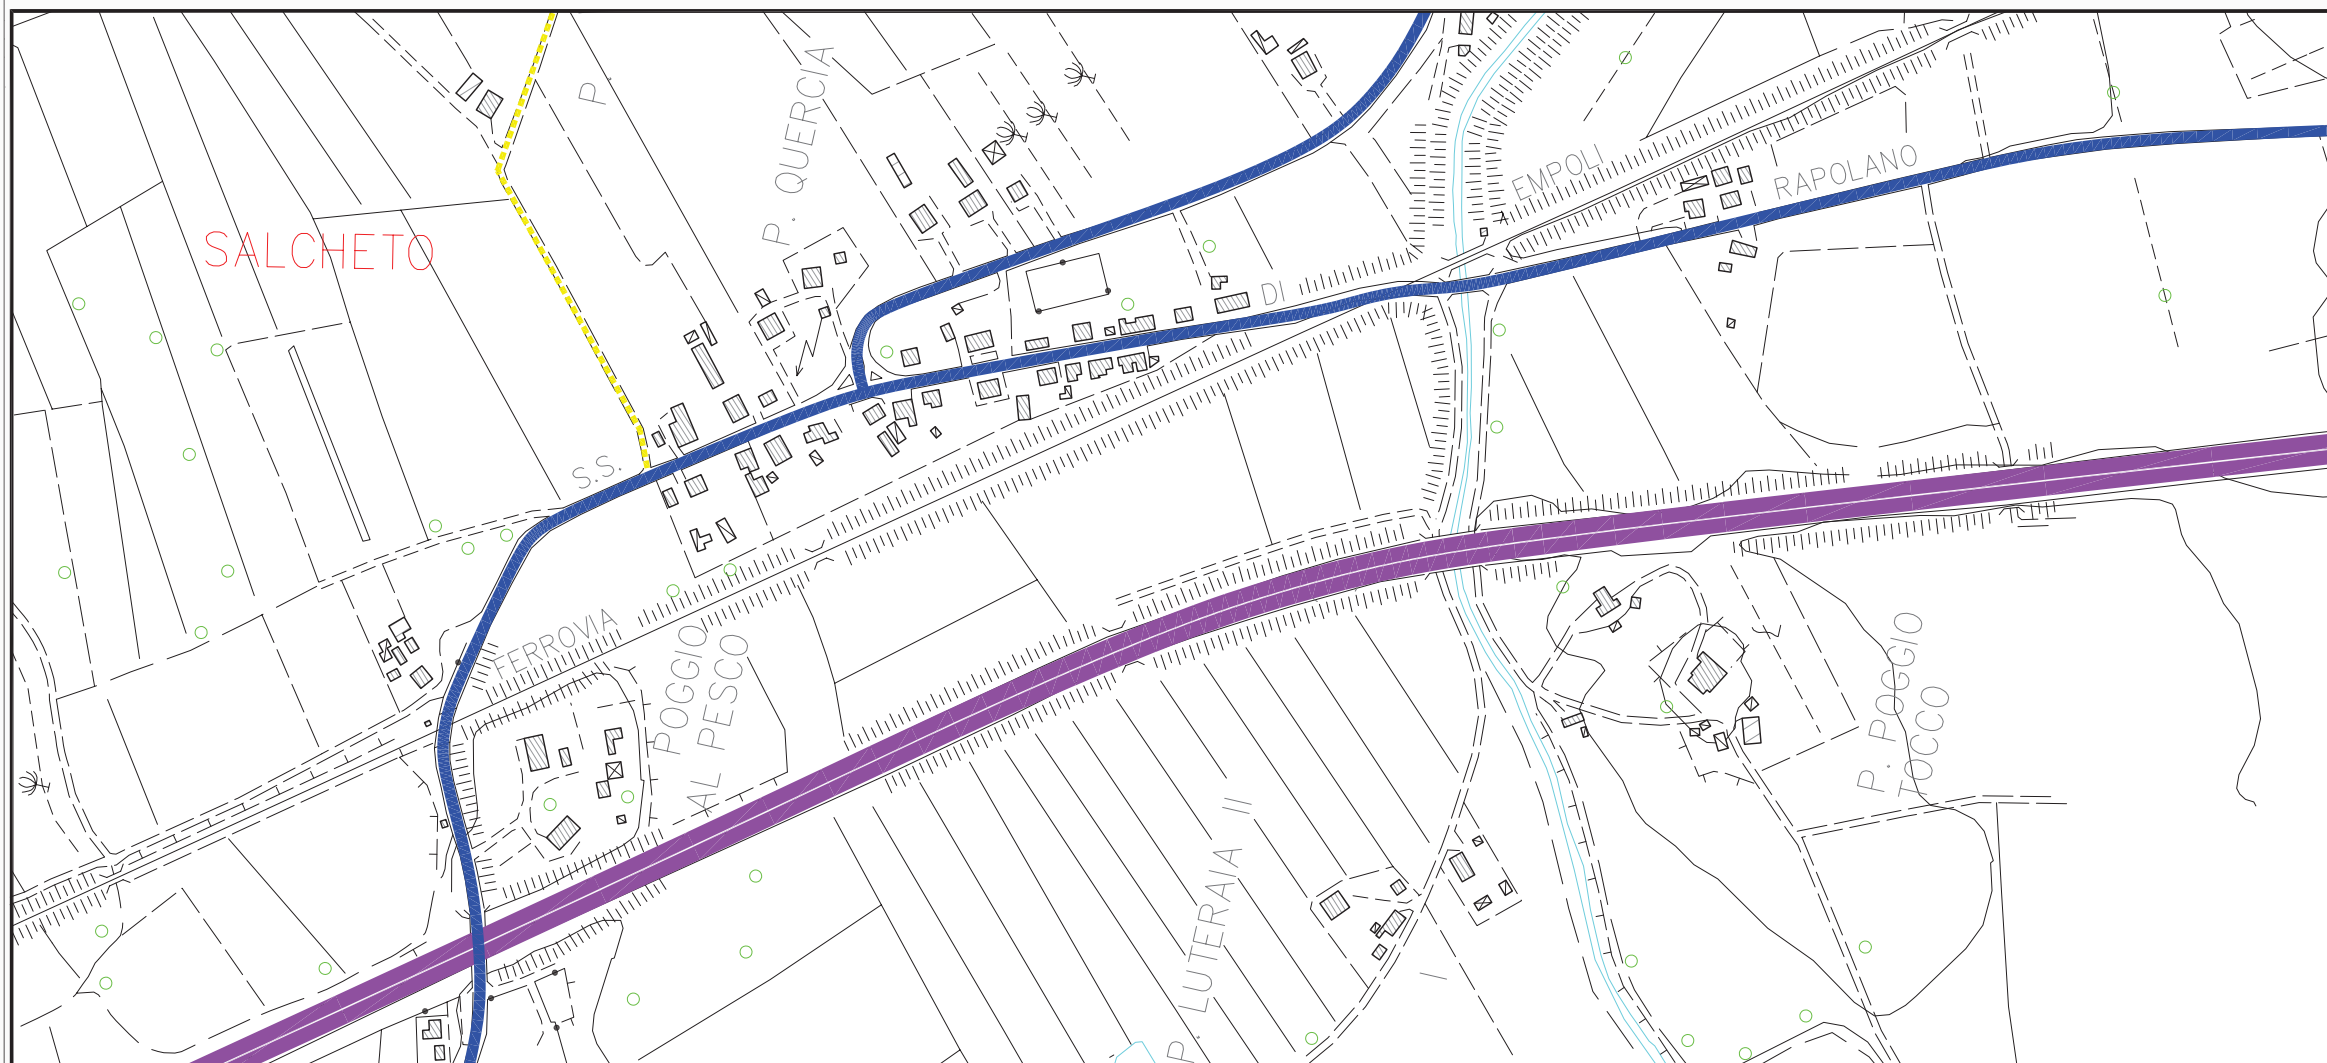 P.
P. QUERCIA
EMPOLI
RAPOLANO
SALCHETO
DI
S.S.
FERROVIA
POGGIO
AL PESCO
P. POGGIO
TOCCO
P. LUTERAIA II